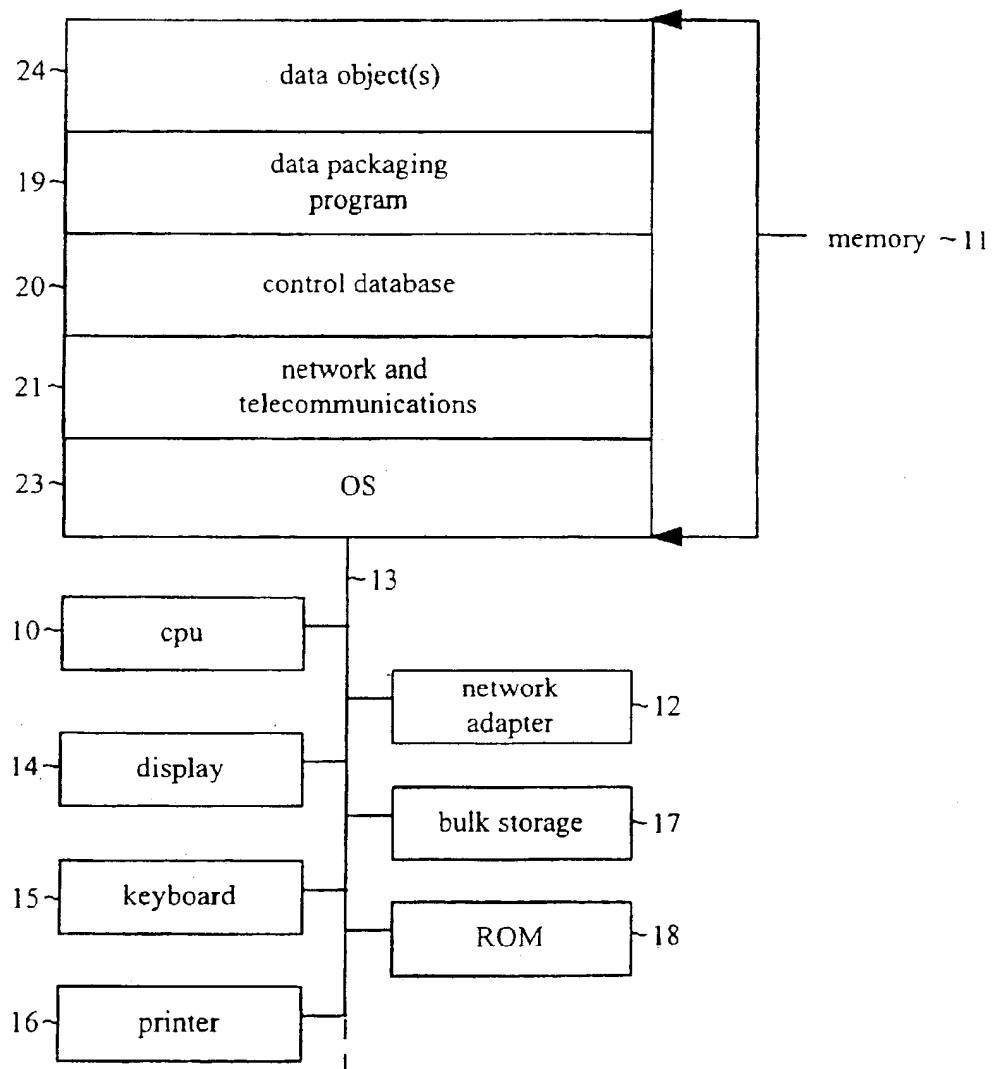 24~ data object(s)
19~ data packaging
program
memory ~11
20~ control database
21~ network and
telecommunications
23~ OS
~13
10~ cpu
network
adapter ~12
14~ display
bulk storage ~17
15~ keyboard
ROM ~18
16~ printer